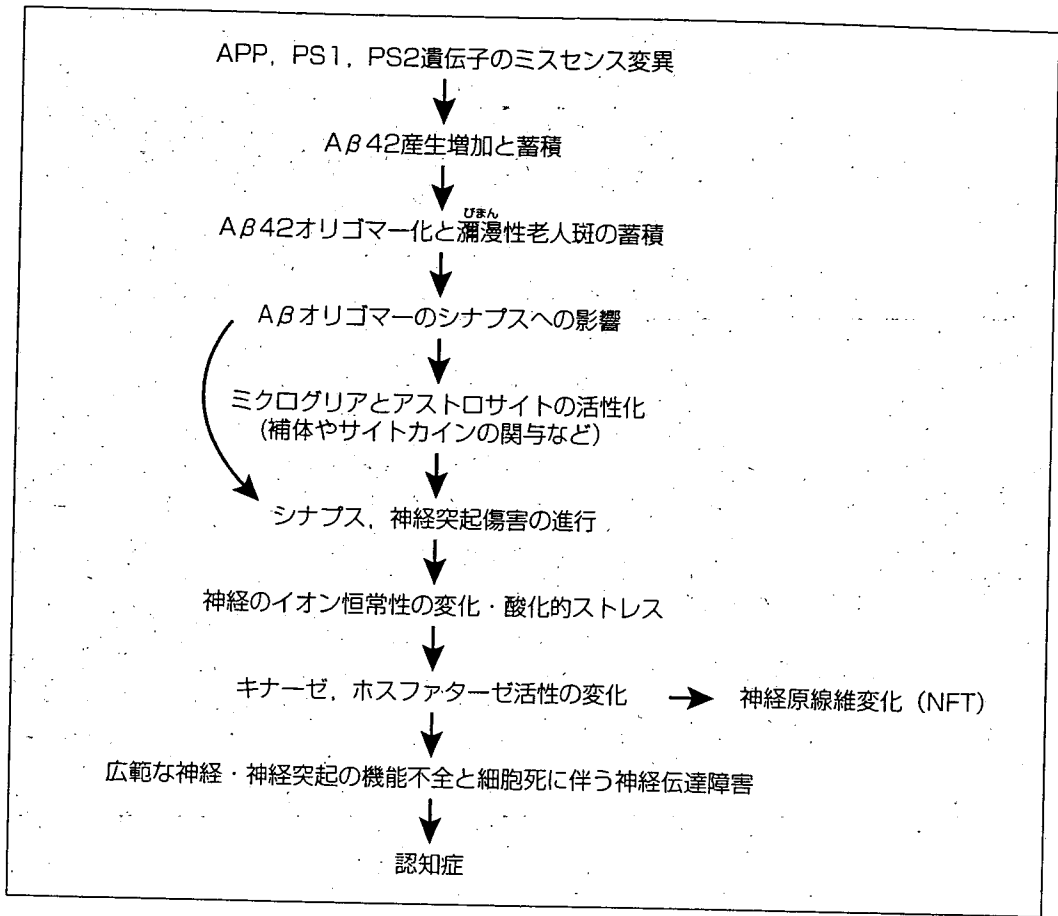 APP，PS1，PS2遺伝子のミスセンス変異
Aβ42産生増加と蓄積
びまん
Aβ42オリゴマー化と瀰漫性老人斑の蓄積
Aβオリゴマーのシナプスへの影響
ミクログリアとアストロサイトの活性化
（補体やサイトカインの関与など）
シナプス，神経突起傷害の進行
神経のイオン恒常性の変化・酸化的ストレス
キナーゼ，ホスファターゼ活性の変化
神経原線維変化（NFT）
広範な神経・神経突起の機能不全と細胞死に伴う神経伝達障害
認知症